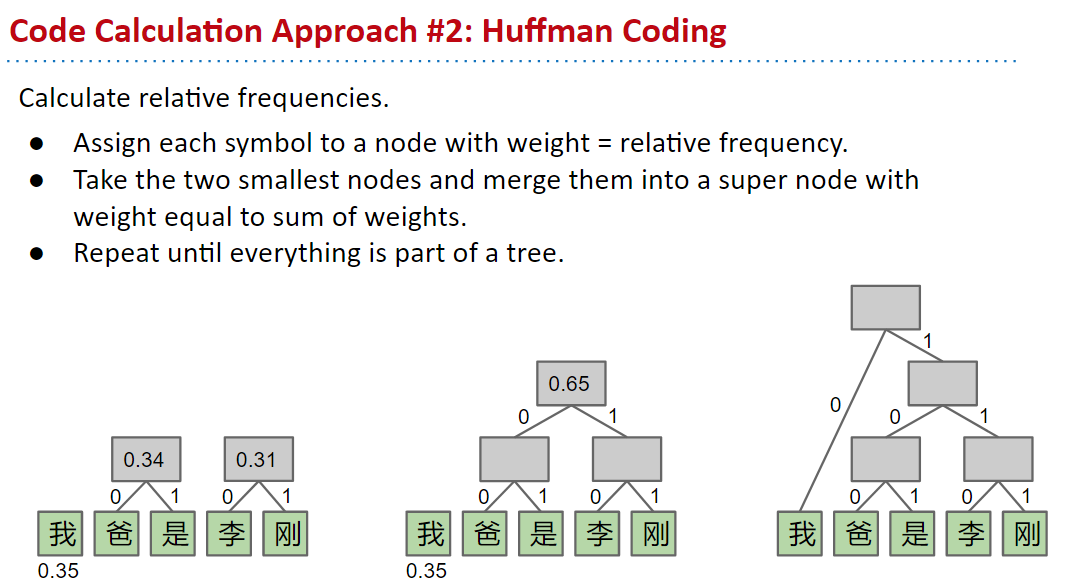 Code Calculation Approach #2: Huffman Coding
Calculate relative frequencies.
● Assign each symbol to a node with weight = relative frequency.
● Take the two smallest nodes and merge them into a super node with
weight equal to sum of weights.
● Repeat until everything is part of a tree.
0.34 0.31
0 1 0 1
我 爸 是 李 刚
0.35
0.65
0 1
0 1 0 1
我 爸 是 李 刚
0.35
1
0
0 1
0 1 0 1
我 爸 是 李 刚